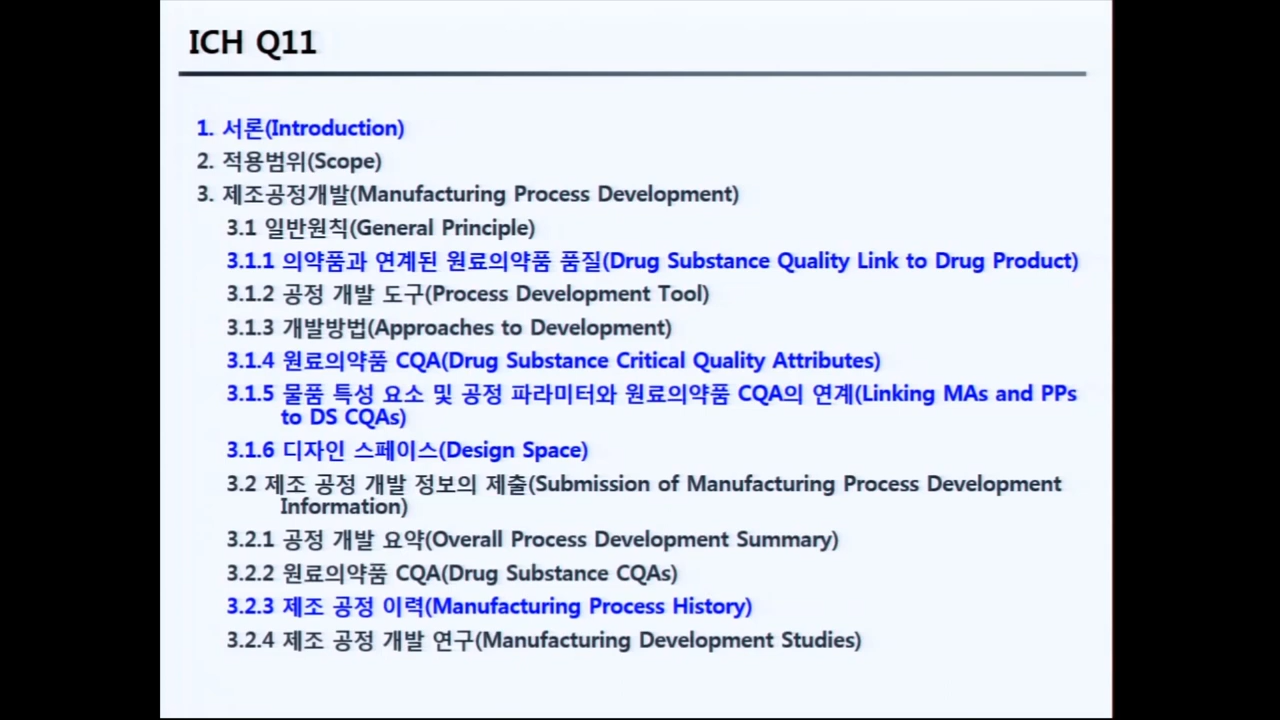 ICH Q11
1. 서론(Introduction)
2. 적용범위(Scope)
3. 제조공정개발(Manufacturing Process Development)
3.1 일반원칙(General Principle)
3.1.1 의약품과 연계된 원료의약품 품질(Drug Substance Quality Link to Drug Product)
3.1.2 공정 개발 도구(Process Development Tool)
3.1.3 개발방법(Approaches to Development)
3.1.4 원료의약품 CQA(Drug Substance Critical Quality Attributes)
3.1.5 물품 특성 요소 및 공정 파라미터와 원료의약품 CQA의 연계(Linking MAs and PPs
to DS CQAs)
3.1.6 디자인 스페이스(Design Space)
3.2 제조 공정 개발 정보의 제출(Submission of Manufacturing Process Development
Information)
3.2.1 공정 개발 요약(Overall Process Development Summary)
3.2.2 원료의약품 CQA(Drug Substance CQAs)
3.2.3 제조 공정 이력(Manufacturing Process History)
3.2.4 제조 공정 개발 연구(Manufacturing Development Studies)